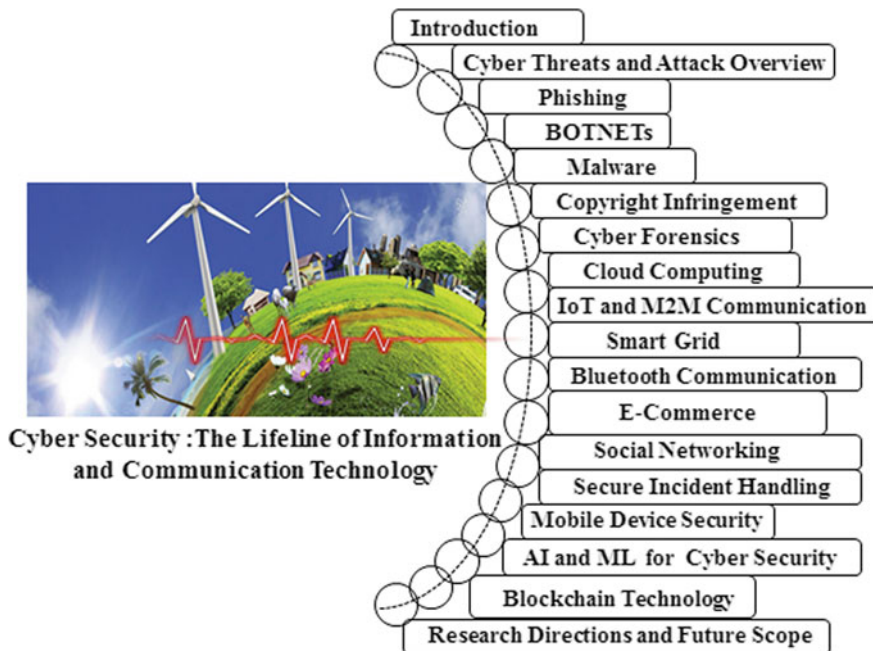 Introduction
Cyber Threats and Attack Overview
Phishing
BOTNETs
Malware
Copyright Infringement
Cyber Forensics
Cloud Computing
IoT and M2M Communication
Smart Grid
Bluetooth Communication
E-Commerce
Social Networking
Secure Incident Handling
Mobile Device Security
AI and ML for Cyber Security
Blockchain Technology
Research Directions and Future Scope
Cyber Security :The Lifeline of Information
and Communication Technology